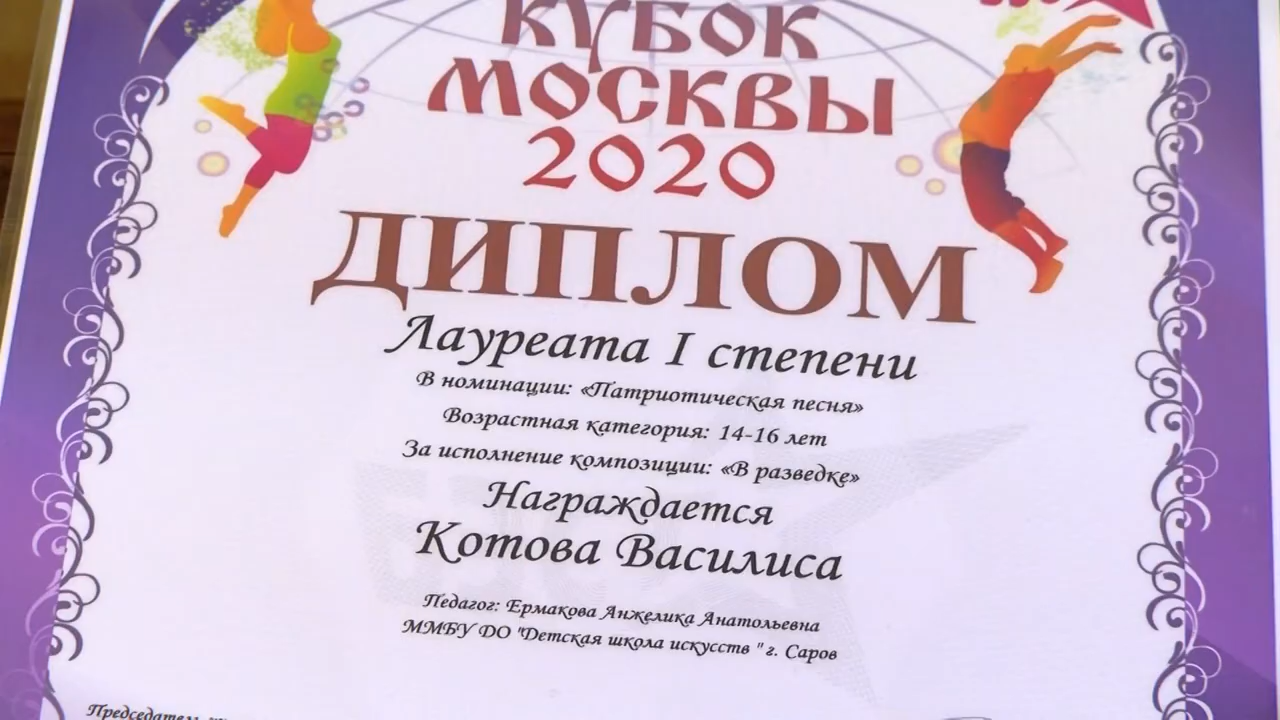 КУБОК
МОСКВЫ
2020
ДИПЛОМ
Лауреата I степени
В номинации: «Патриотическая песня»
Возрастная категория: 14-16 лет
За исполнение композиции: «В разведке»
Награждается
Котова Василиса
Педагог: Ермакова Анжелика Анатольевна
ММБУ ДО "Детская школа искусств " г. Саров
Председатель